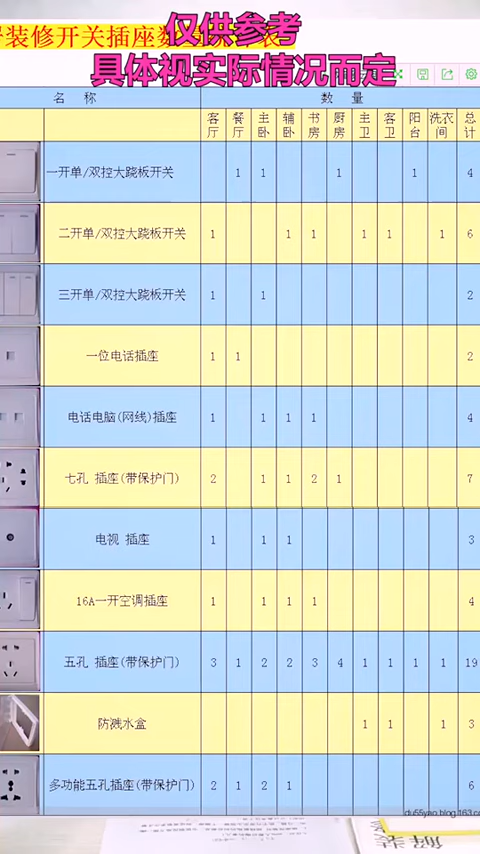 装修开关插座数
仅供参考
具体视实际情况而定
名 称 数 量
客厅 餐厅 主卧 辅卧 书房 厨房 主卫 客卫 阳台 洗衣间 总计
一开单/双控大跷板开关 1 1 1 1 4
二开单/双控大跷板开关 1 1 1 1 1 1 6
三开单/双控大跷板开关 1 1 2
一位电话插座 1 1 2
电话电脑(网线)插座 1 1 1 1 4
七孔 插座(带保护门) 2 1 1 2 1 7
电视 插座 1 1 1 3
16A一开空调插座 1 1 1 1 4
五孔 插座(带保护门) 3 1 2 2 3 4 1 1 1 1 19
防溅水盒 1 1 1 3
多功能五孔插座(带保护门) 2 1 2 1 6
du55yao.blog.163.c
解装